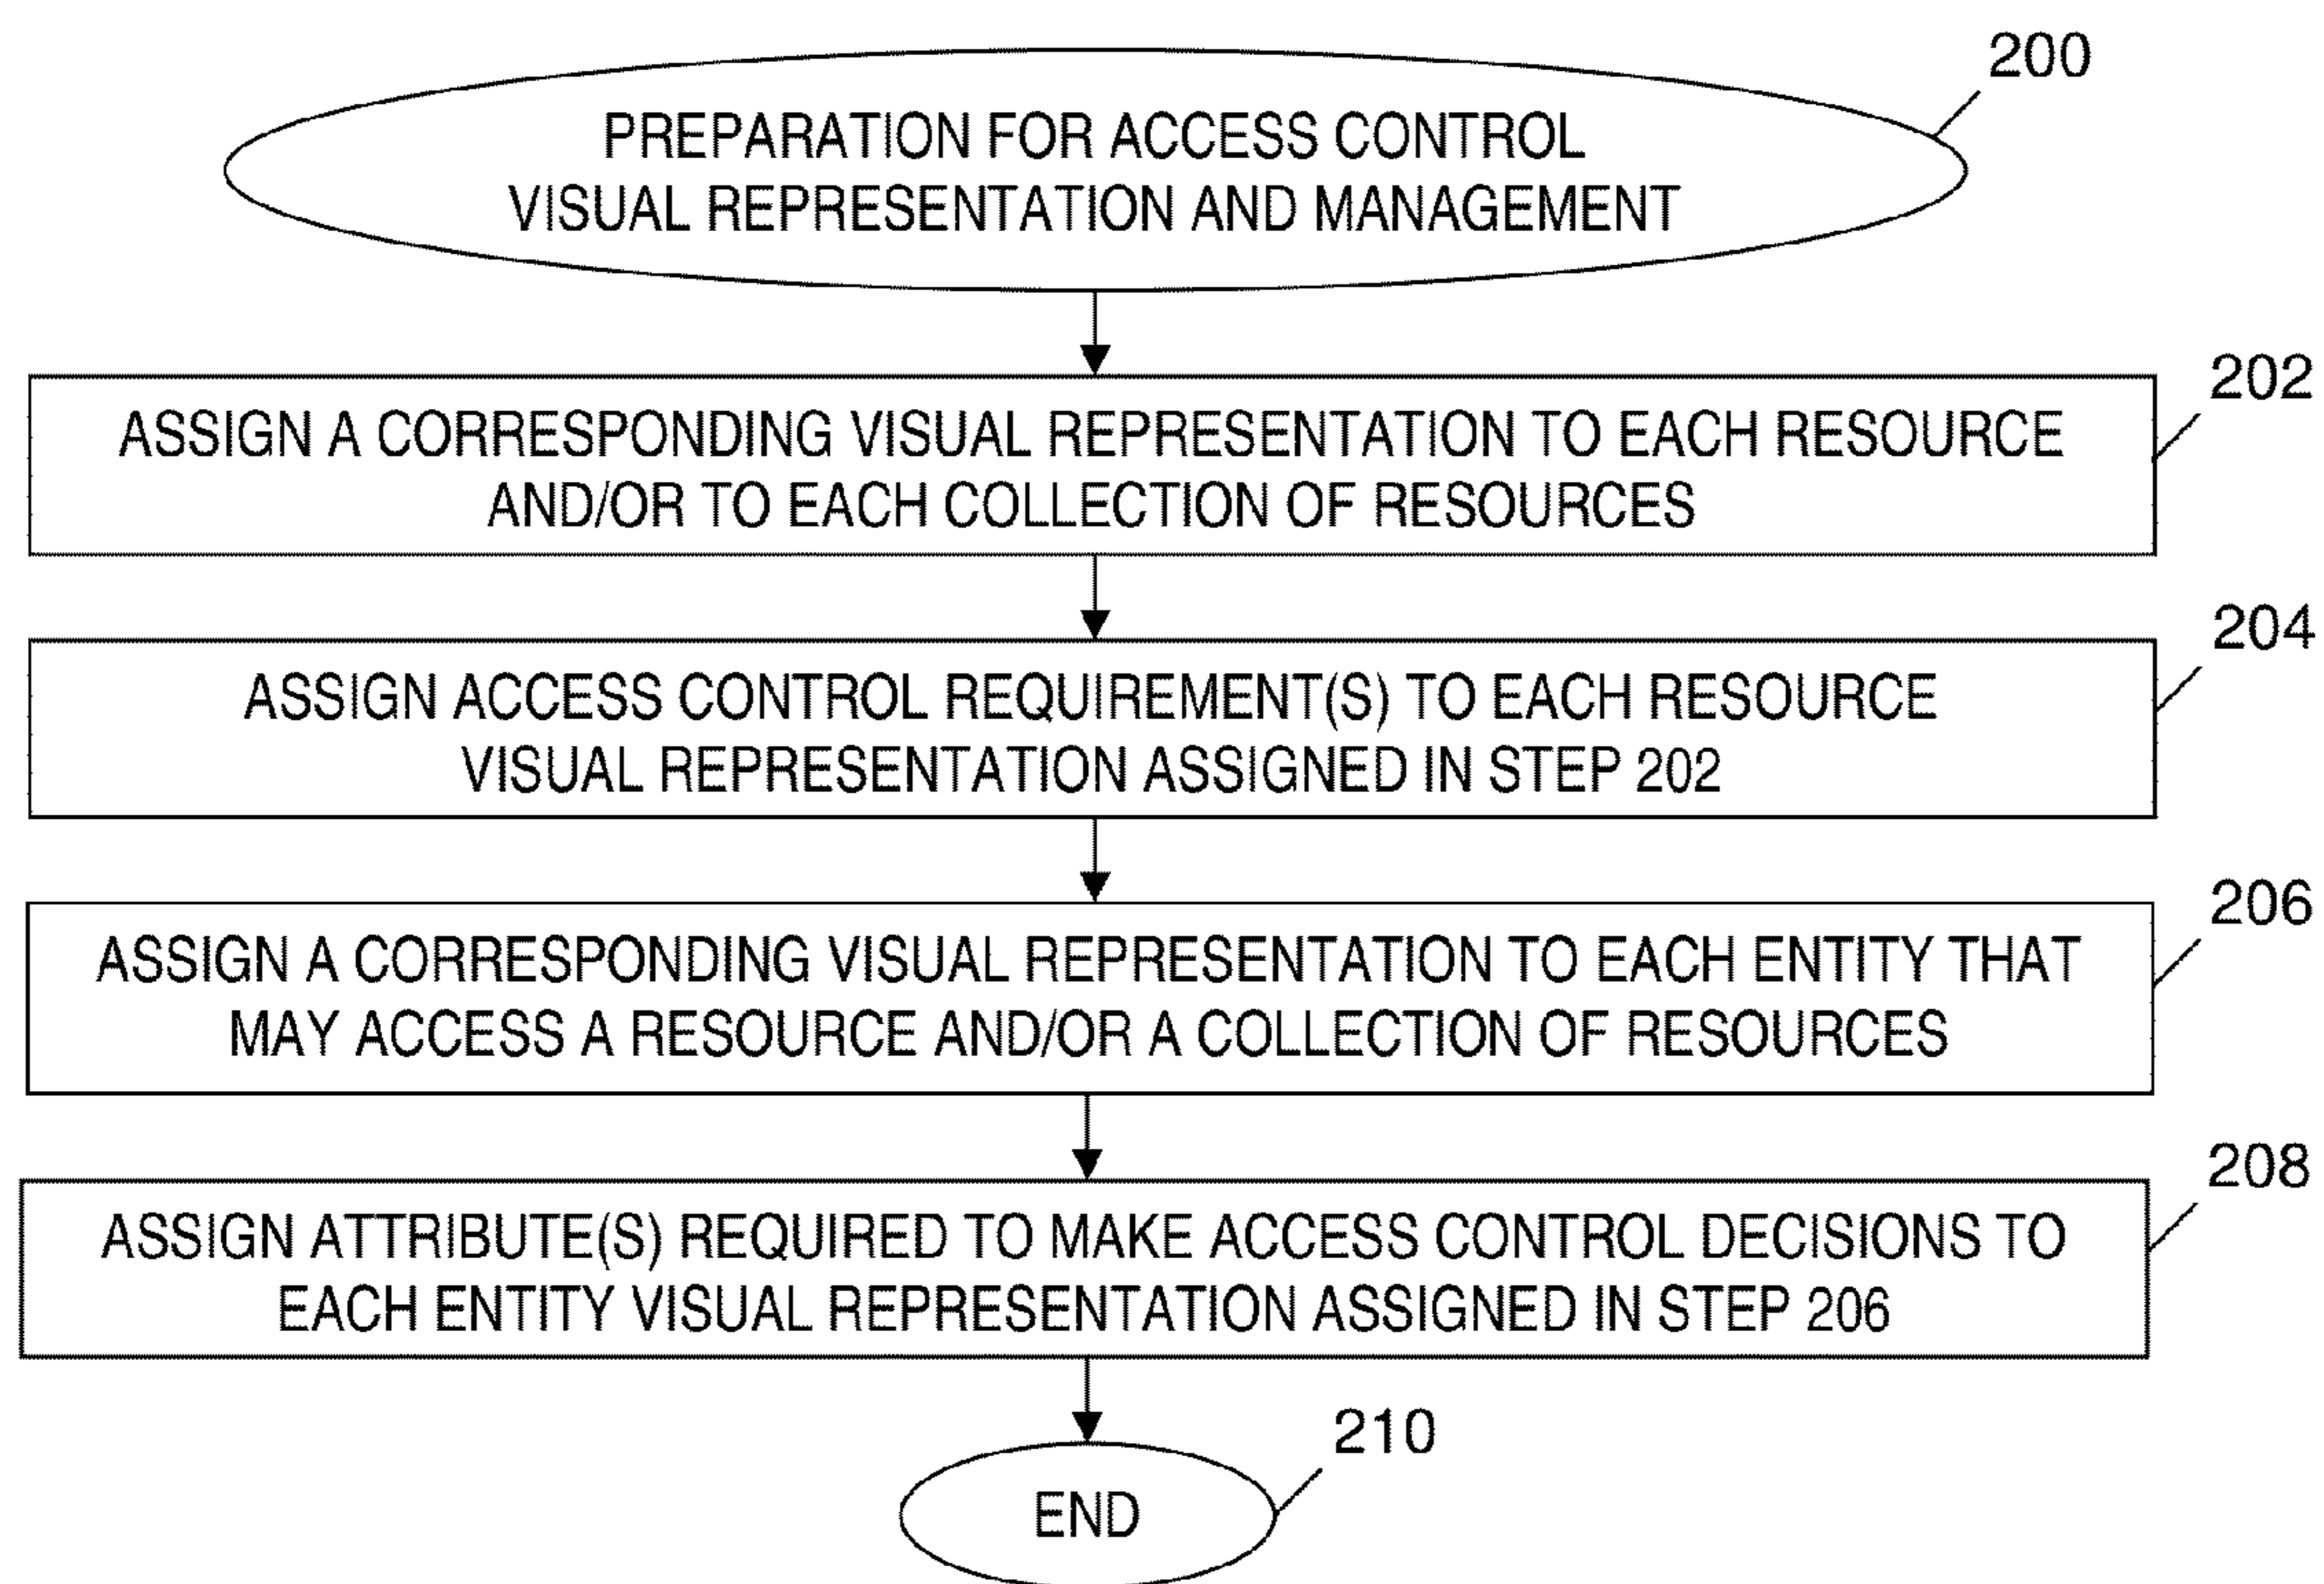 200
PREPARATION FOR ACCESS CONTROL
VISUAL REPRESENTATION AND MANAGEMENT
202
ASSIGN A CORRESPONDING VISUAL REPRESENTATION TO EACH RESOURCE
AND/OR TO EACH COLLECTION OF RESOURCES
204
ASSIGN ACCESS CONTROL REQUIREMENT(S) TO EACH RESOURCE
VISUAL REPRESENTATION ASSIGNED IN STEP 202
206
ASSIGN A CORRESPONDING VISUAL REPRESENTATION TO EACH ENTITY THAT
MAY ACCESS A RESOURCE AND/OR A COLLECTION OF RESOURCES
208
ASSIGN ATTRIBUTE(S) REQUIRED TO MAKE ACCESS CONTROL DECISIONS TO
EACH ENTITY VISUAL REPRESENTATION ASSIGNED IN STEP 206
210
END